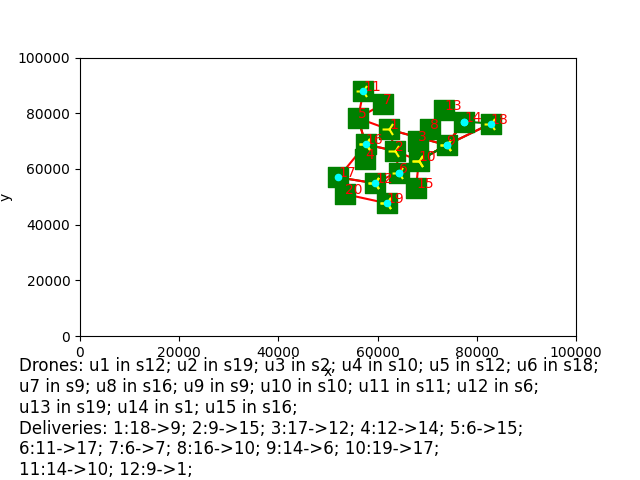 100000
80000
60000
40000
20000
0
y
0 20000 40000 60000 80000 100000
x
Drones: u1 in s12; u2 in s19; u3 in s2; u4 in s10; u5 in s12; u6 in s18;
u7 in s9; u8 in s16; u9 in s9; u10 in s10; u11 in s11; u12 in s6;
u13 in s19; u14 in s1; u15 in s16;
Deliveries: 1:18->9; 2:9->15; 3:17->12; 4:12->14; 5:6->15;
6:11->17; 7:6->7; 8:16->10; 9:14->6; 10:19->17;
11:14->10; 12:9->1;